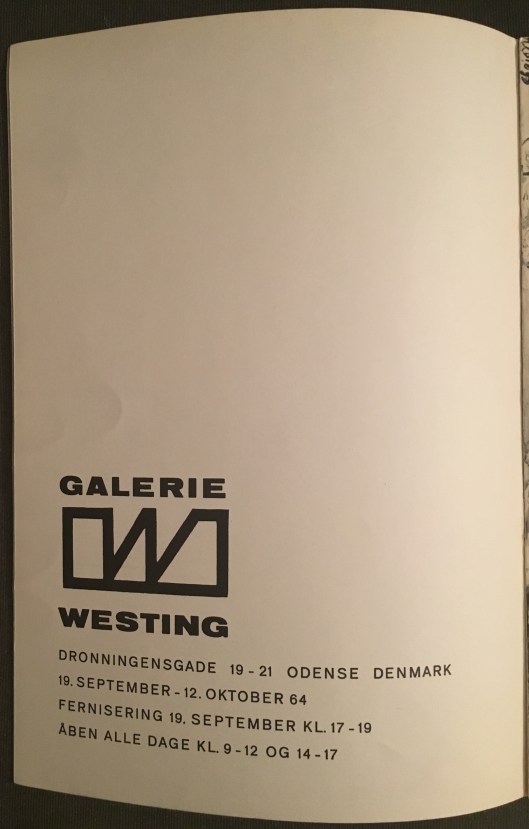 GALERIE
WESTING
DRONNINGENSGADE 19-21 ODENSE DENMARK
19. SEPTEMBER-12. OKTOBER 64
FERNISERING 19. SEPTEMBER KL. 17-19
ÅBEN ALLE DAGE KL. 9-12 OG 14-17